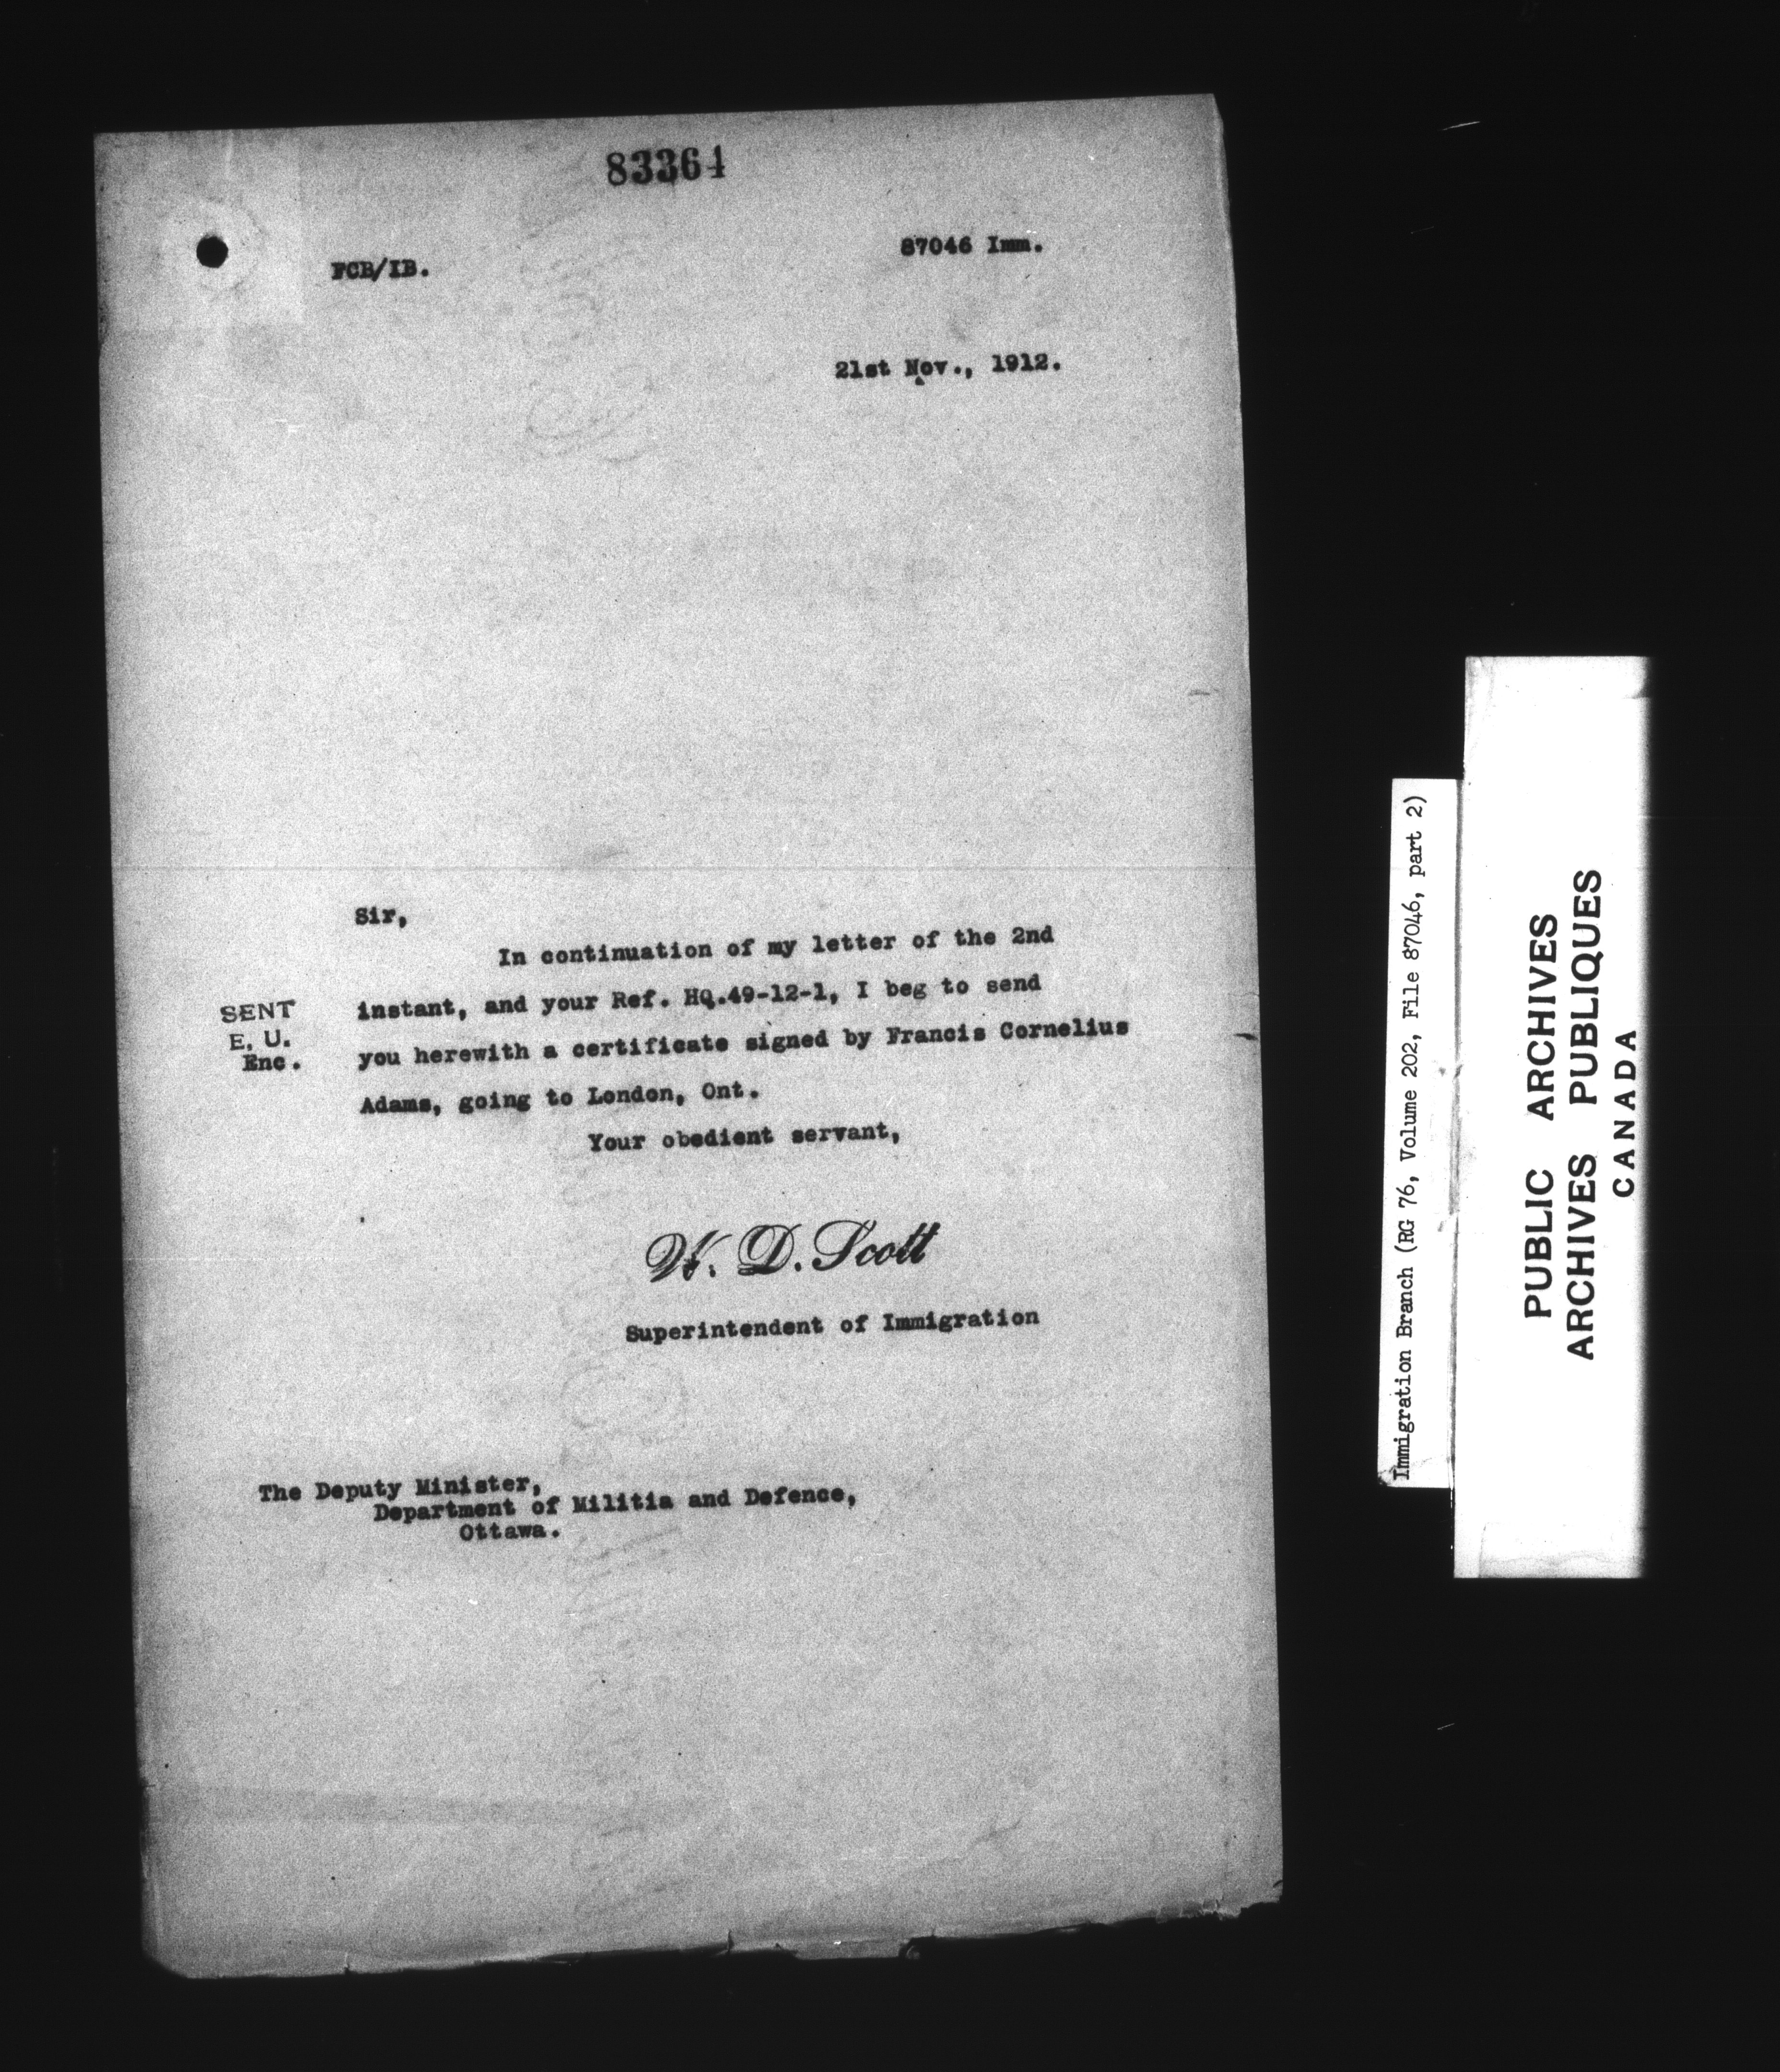 83364
87046 Imm.
FCB/IB.
21st Nov., 1912.
Sir,
In continuation of my letter of the 2nd
instant, and your Ref. HQ.49-12-1, I beg to send
you herewith a certificate signed by Francis Cornelius
Adams, going to London, Ont.
SENT
E. U.
Enc.
Your obedient servant,
W. D. Scott
Superintendent of Immigration
The Deputy Minister,
Department of Militia and Defence,
Ottawa.
Immigration Branch (RG 76, Volume 202, File 87046, part 2)
PUBLIC ARCHIVES
ARCHIVES PUBLIQUES
CANADA